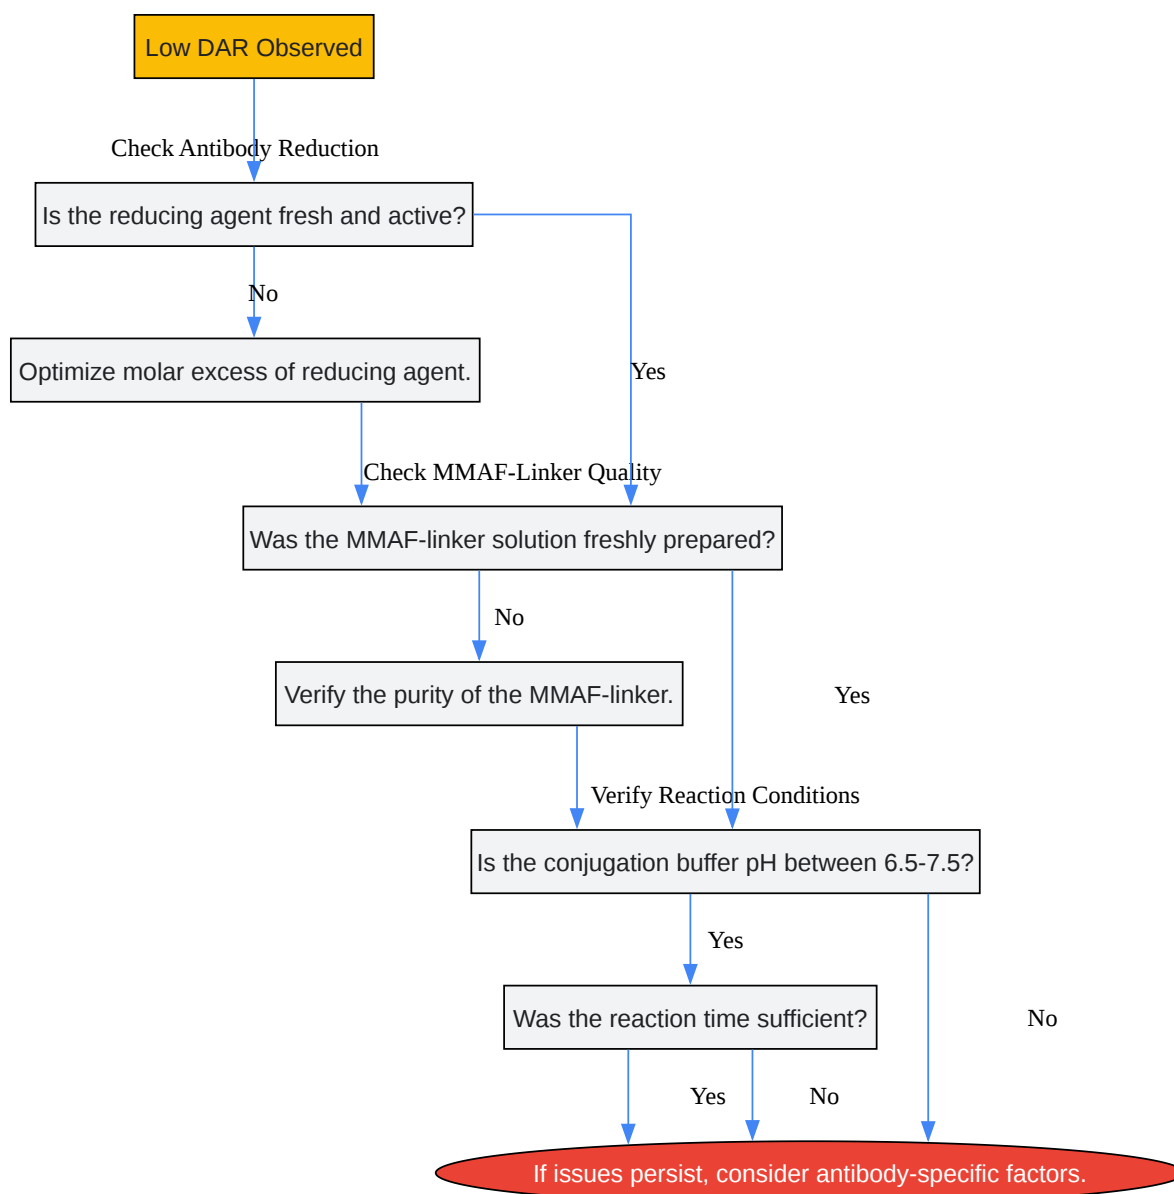 Low DAR Observed
Check Antibody Reduction
Is the reducing agent fresh and active?
No
Optimize molar excess of reducing agent.
Yes
Check MMAF-Linker Quality
Was the MMAF-linker solution freshly prepared?
No
Verify the purity of the MMAF-linker.
Yes
Verify Reaction Conditions
Is the conjugation buffer pH between 6.5-7.5?
Yes
Was the reaction time sufficient?
No
Yes
No
If issues persist, consider antibody-specific factors.